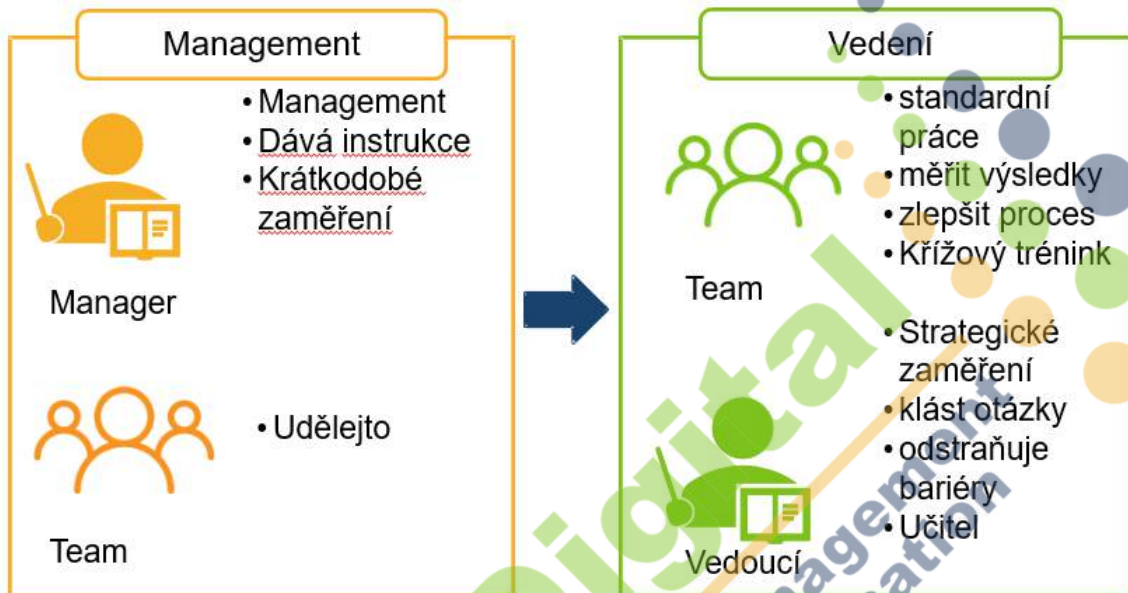 Management
• Management
• Dává instrukce
• Krátkodobé
zaměření
Manager
• Udělejto
Team
Vedení
• standardní
práce
• měřit výsledky
• zlepšit proces
• Křížový trénink
Team
• Strategické
zaměření
• klást otázky
• odstraňuje
bariéry
• Učitel
Vedoucí